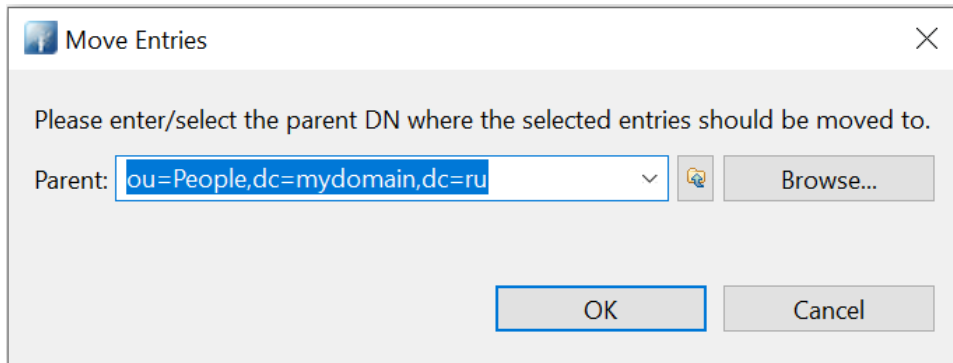 Move Entries
Please enter/select the parent DN where the selected entries should be moved to.
Parent: ou=People,dc=mydomain,dc=ru Browse...
OK Cancel